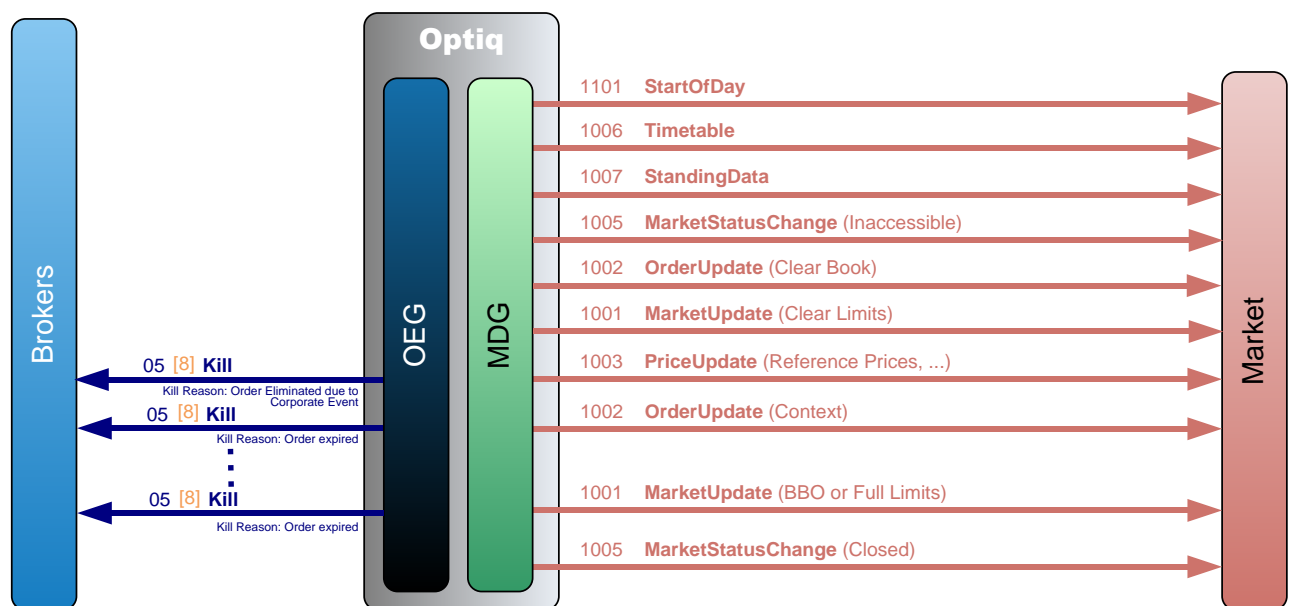 Optiq
Brokers
OEG
MDG
Market
1101 StartOfDay
1006 Timetable
1007 StandingData
1005 MarketStatusChange (Inaccessible)
1002 OrderUpdate (Clear Book)
1001 MarketUpdate (Clear Limits)
05 [8] Kill
1003 PriceUpdate (Reference Prices, ...)
Kill Reason: Order Eliminated due to
Corporate Event
05 [8] Kill
1002 OrderUpdate (Context)
Kill Reason: Order expired
05 [8] Kill
1001 MarketUpdate (BBO or Full Limits)
Kill Reason: Order expired
1005 MarketStatusChange (Closed)